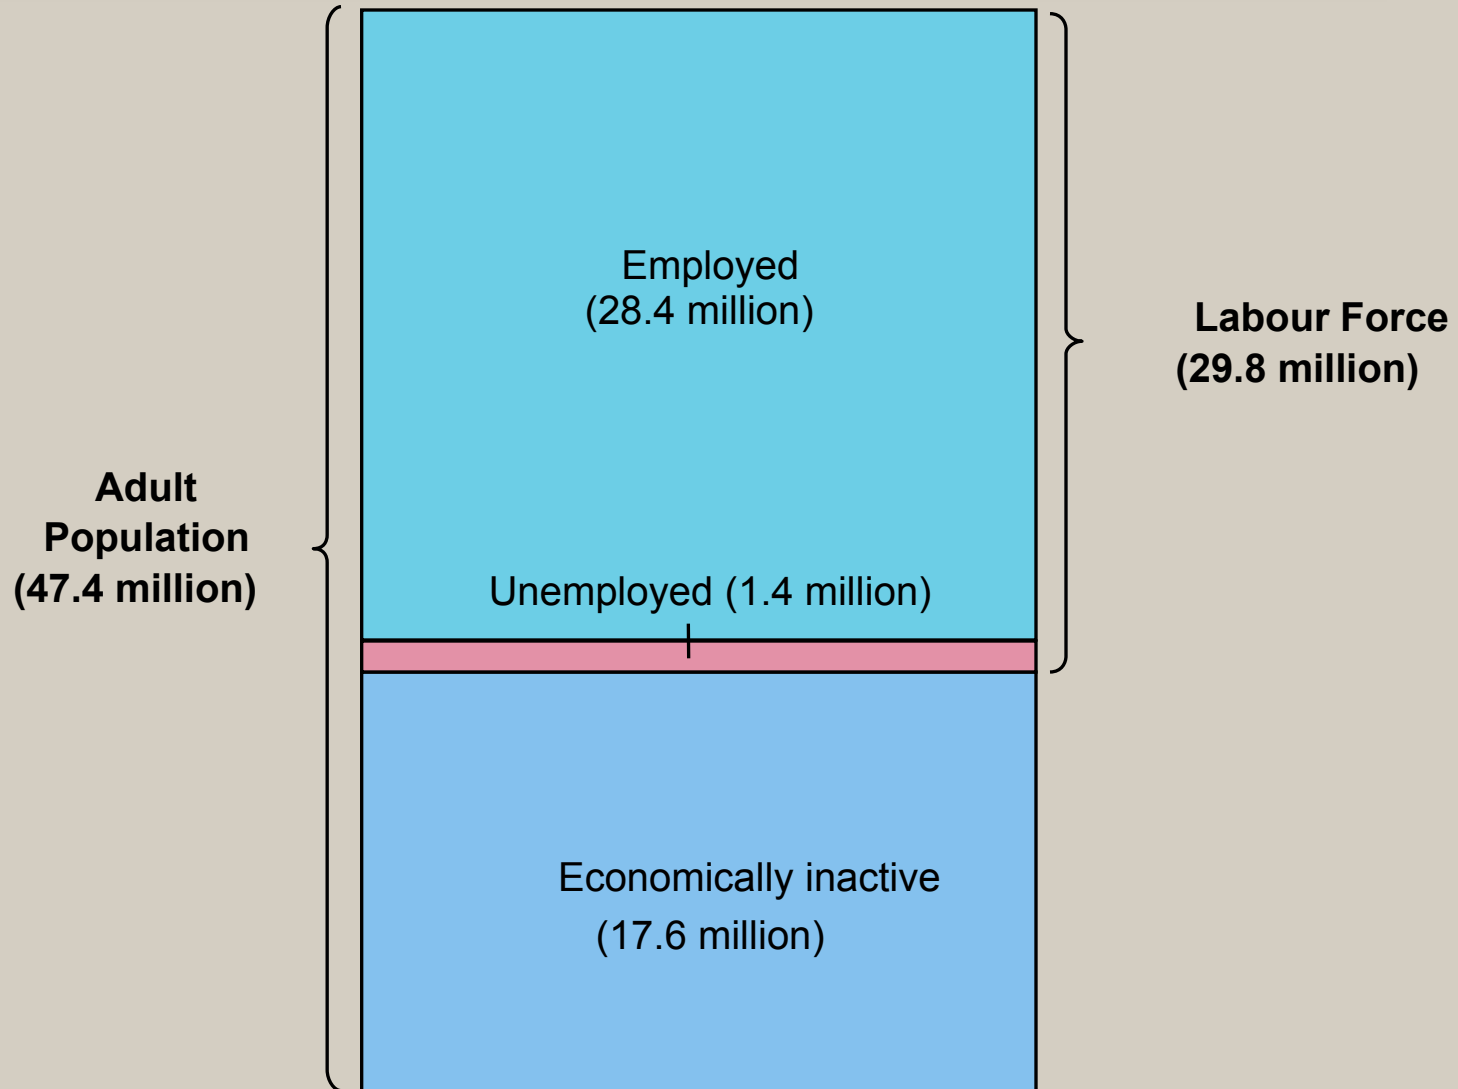 Employed
(28.4 million)
Labour Force
(29.8 million)
Adult
Population
(47.4 million)
Unemployed (1.4 million)
Economically inactive
(17.6 million)